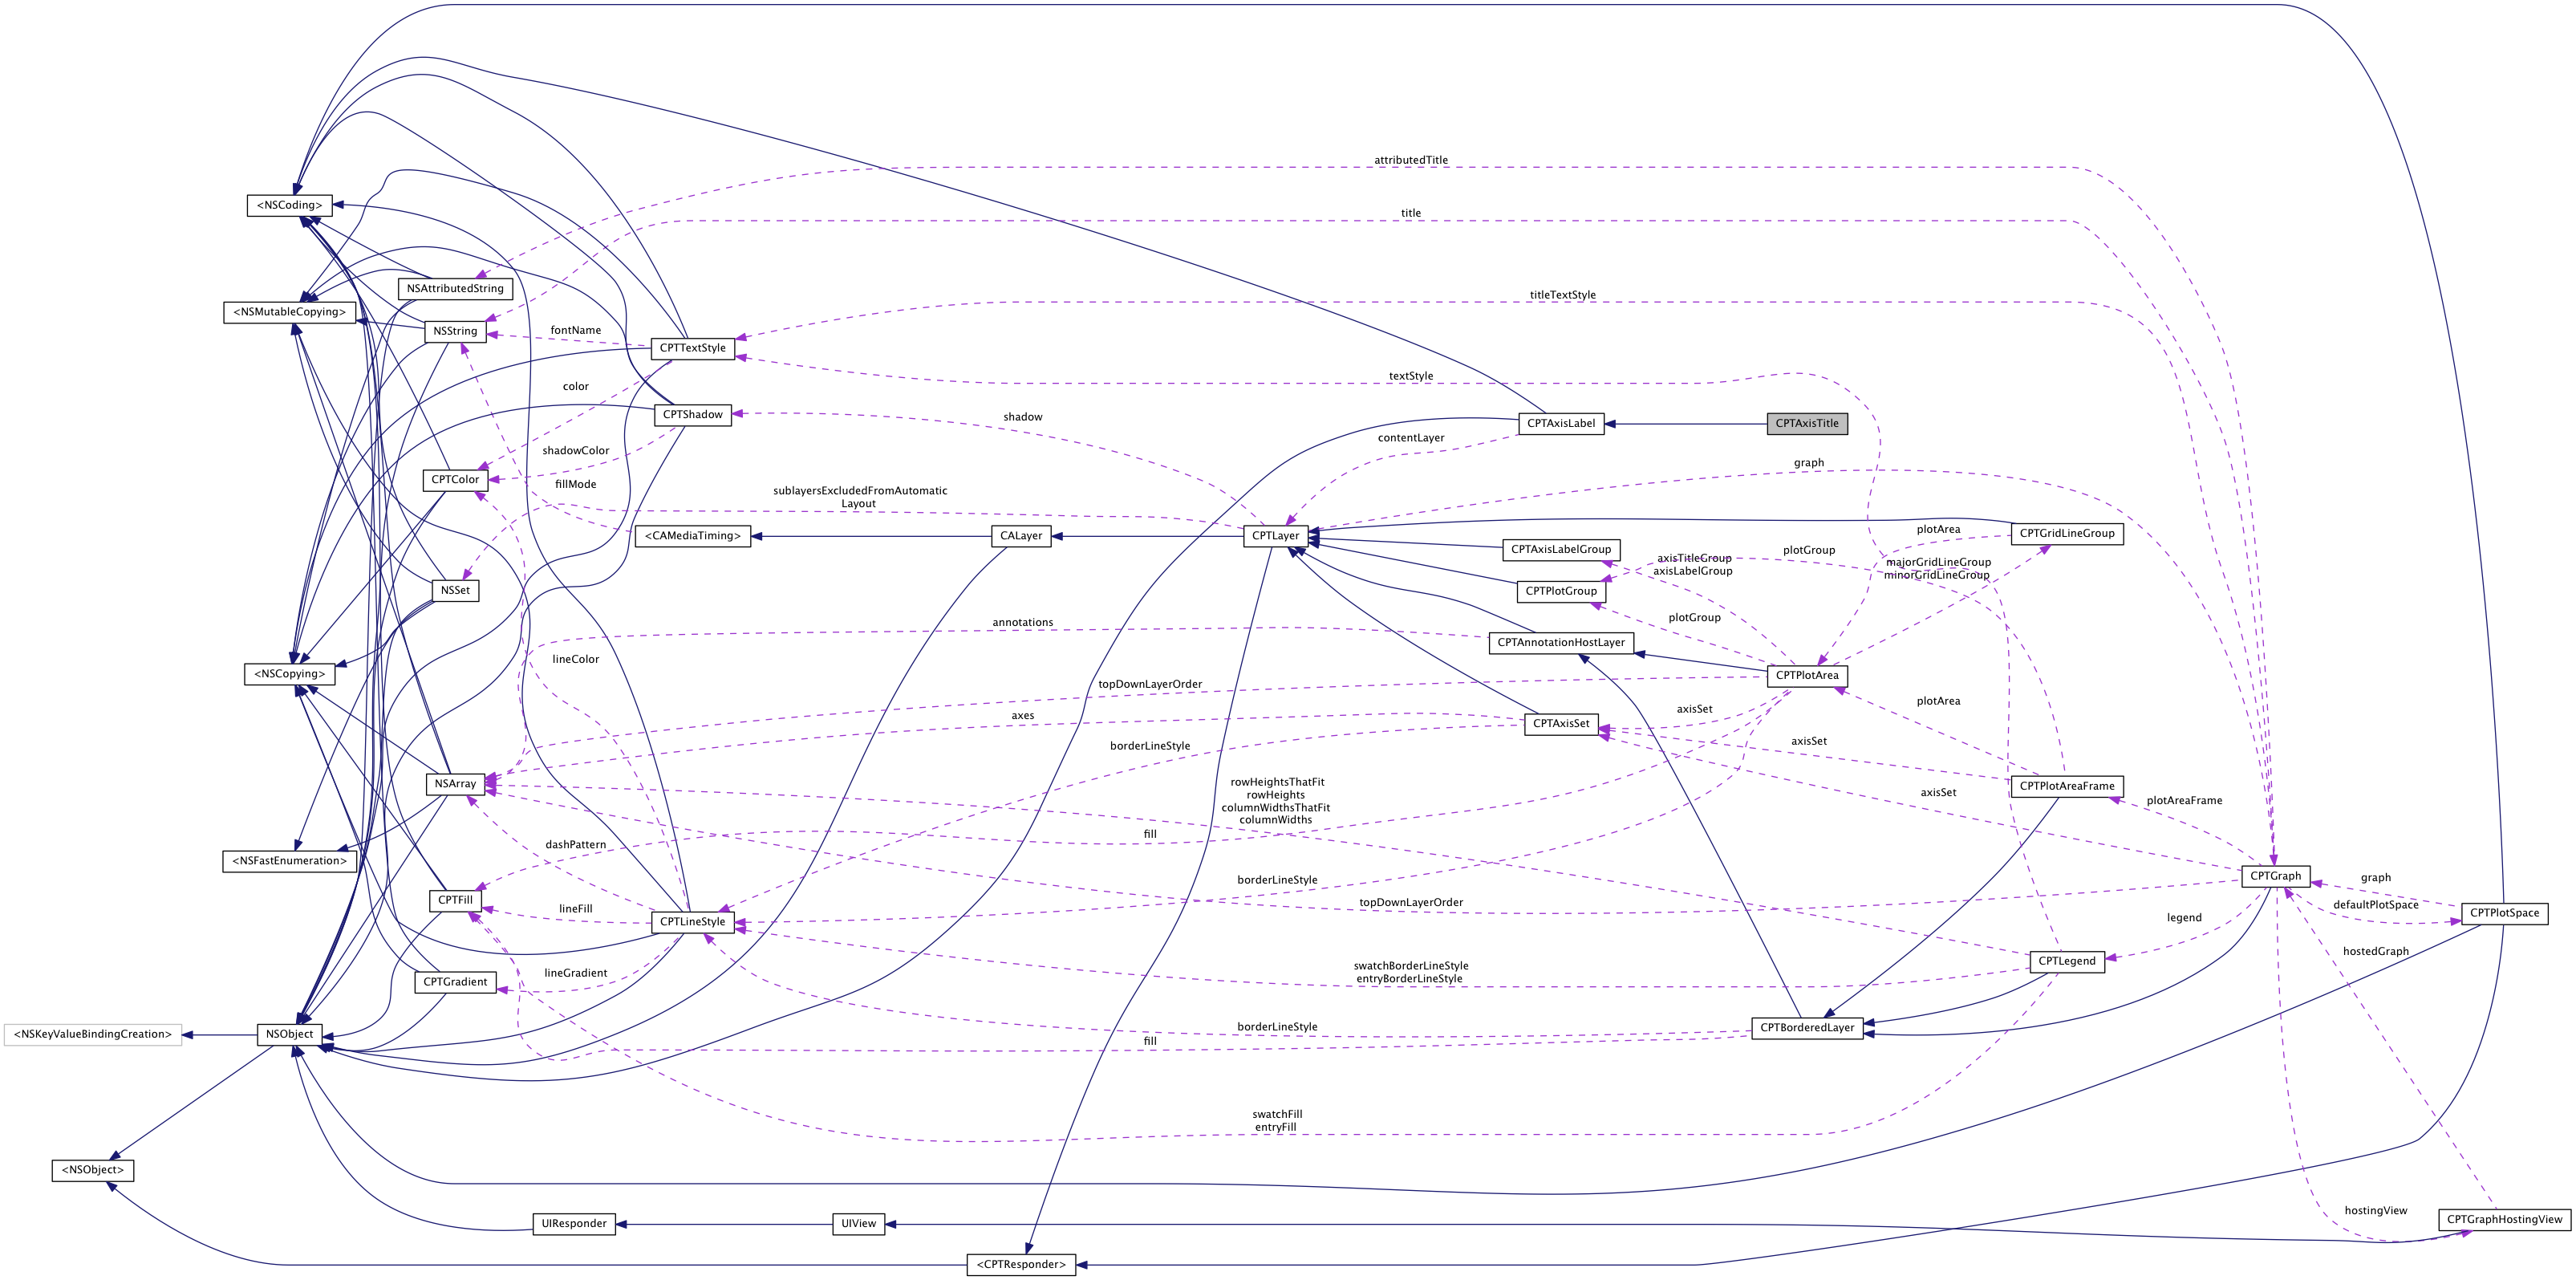 attributedTitle
<NSCoding>
title
NSAttributedString
titleTextStyle
<NSMutableCopying>
NSString
fontName
CPTTextStyle
textStyle
color
CPTShadow
shadow
CPTAxisLabel
CPTAxisTitle
contentLayer
shadowColor
graph
CPTColor
fillMode
sublayersExcludedFromAutomatic
Layout
<CAMediaTiming>
CALayer
CPTLayer
CPTAxisLabelGroup
plotArea
CPTGridLineGroup
axisTitleGroup
axisLabelGroup
plotGroup
majorGridLineGroup
minorGridLineGroup
NSSet
CPTPlotGroup
plotGroup
annotations
CPTAnnotationHostLayer
lineColor
<NSCopying>
CPTPlotArea
topDownLayerOrder
axes
CPTAxisSet
axisSet
plotArea
borderLineStyle
axisSet
NSArray
rowHeightsThatFit
rowHeights
columnWidthsThatFit
columnWidths
CPTPlotAreaFrame
axisSet
plotAreaFrame
fill
dashPattern
<NSFastEnumeration>
borderLineStyle
CPTGraph
graph
CPTFill
lineFill
topDownLayerOrder
defaultPlotSpace
CPTPlotSpace
CPTLineStyle
legend
hostedGraph
CPTLegend
swatchBorderLineStyle
entryBorderLineStyle
lineGradient
CPTGradient
<NSKeyValueBindingCreation>
NSObject
borderLineStyle
CPTBorderedLayer
fill
swatchFill
entryFill
<NSObject>
hostingView
UIResponder
UIView
CPTGraphHostingView
<CPTResponder>